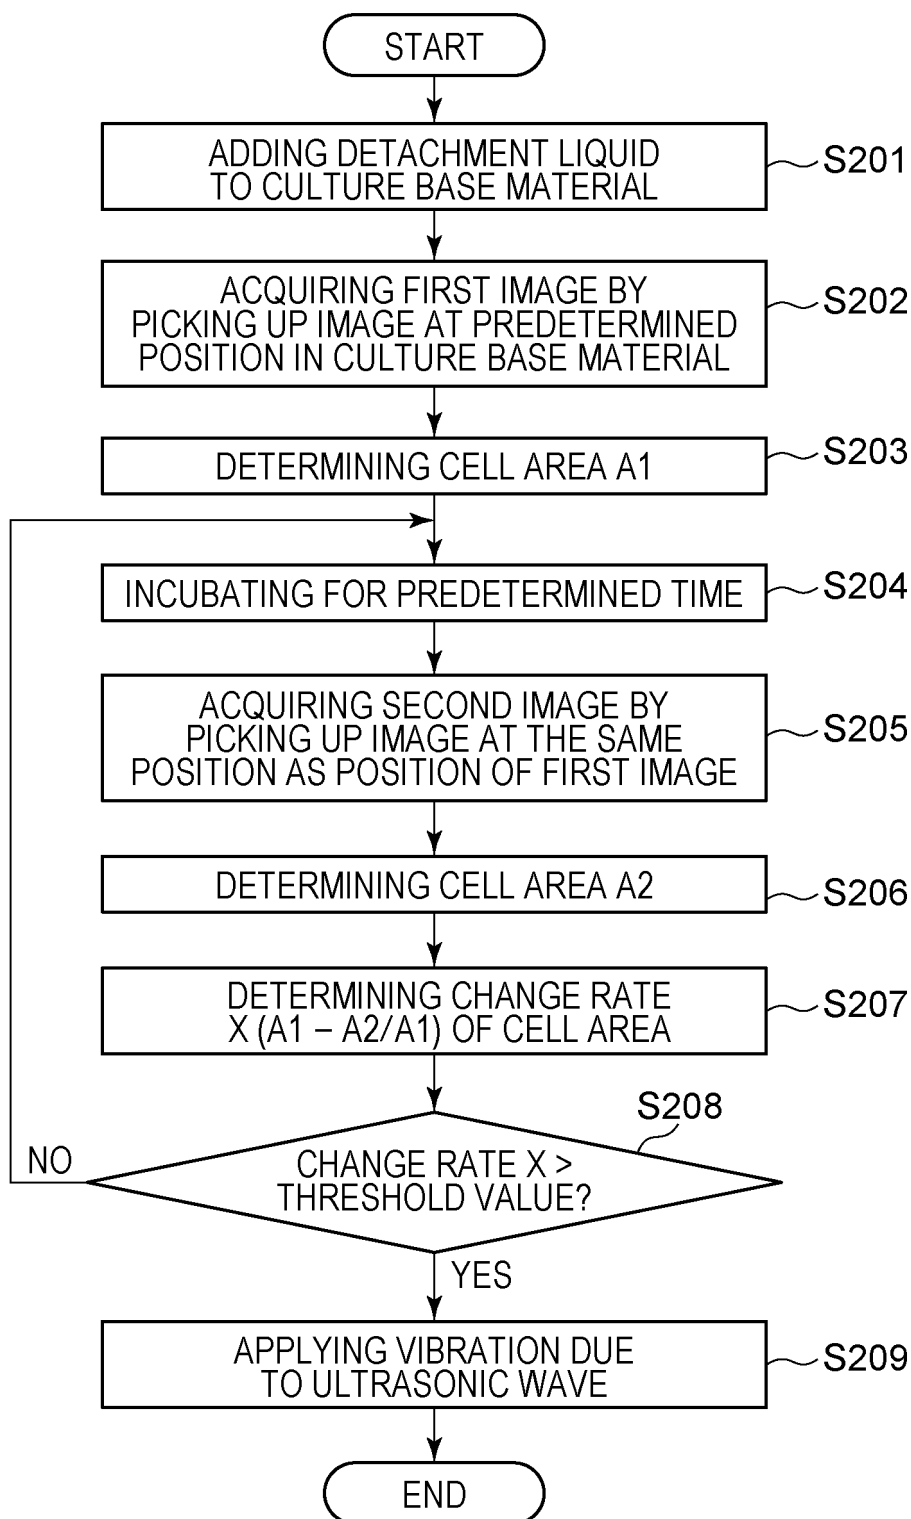 START
ADDING DETACHMENT LIQUID
TO CULTURE BASE MATERIAL
S201
ACQUIRING FIRST IMAGE BY
PICKING UP IMAGE AT PREDETERMINED
POSITION IN CULTURE BASE MATERIAL
S202
DETERMINING CELL AREA A1
S203
INCUBATING FOR PREDETERMINED TIME
S204
ACQUIRING SECOND IMAGE BY
PICKING UP IMAGE AT THE SAME
POSITION AS POSITION OF FIRST IMAGE
S205
DETERMINING CELL AREA A2
S206
DETERMINING CHANGE RATE
X (A1 – A2/A1) OF CELL AREA
S207
S208
CHANGE RATE X >
THRESHOLD VALUE?
NO
YES
APPLYING VIBRATION DUE
TO ULTRASONIC WAVE
S209
END